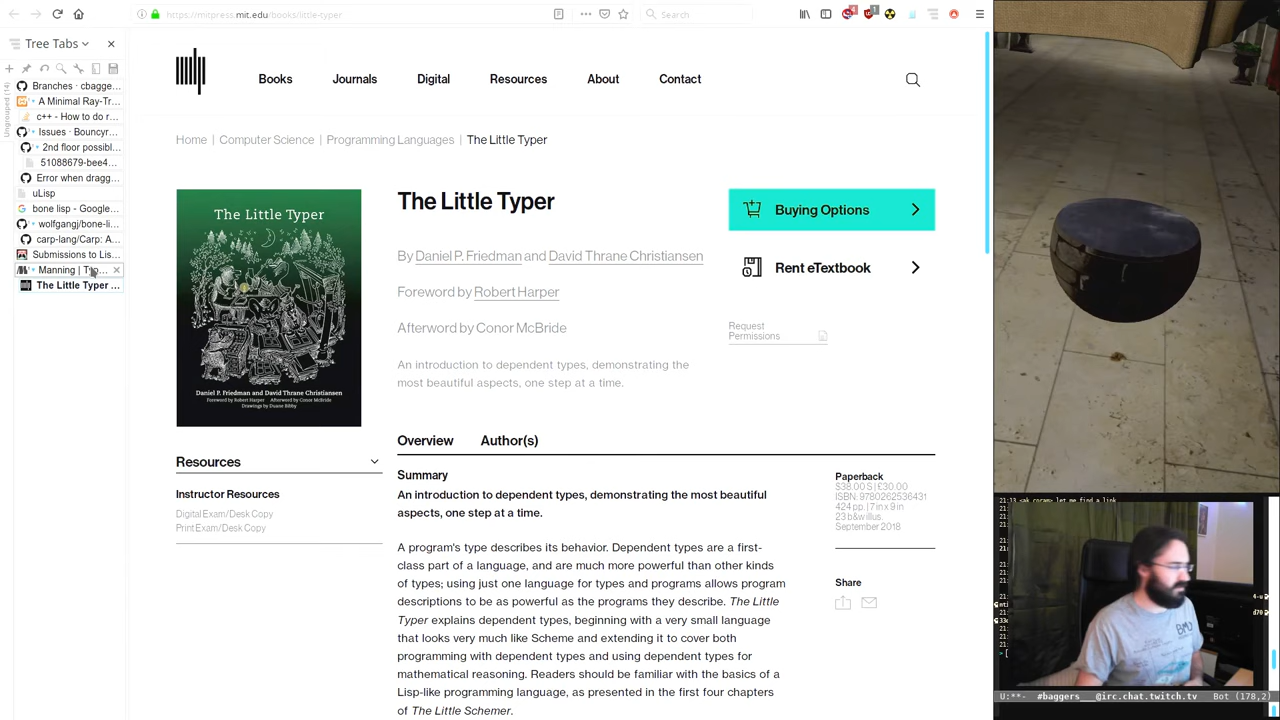 https://mitpress.mit.edu/books/little-typer
Search
Tree Tabs
Ungrouped (14)
Branches · cbagge...
A Minimal Ray-Tr...
c++ - How to do r...
Issues · Bouncyr...
2nd floor possibl...
51088679-bee4...
Error when dragg...
uLisp
bone lisp - Google...
wolfgangj/bone-li...
carp-lang/Carp: A...
Submissions to Lis...
Manning | Typ...
The Little Typer ...
Books
Journals
Digital
Resources
About
Contact
Home | Computer Science | Programming Languages | The Little Typer
The Little Typer
Daniel P. Friedman and David Thrane Christiansen
Foreword by Robert Harper Afterword by Conor McBride
Drawings by Duane Bibby
The Little Typer
By Daniel P. Friedman and David Thrane Christiansen
Foreword by Robert Harper
Afterword by Conor McBride
An introduction to dependent types, demonstrating the
most beautiful aspects, one step at a time.
Buying Options
Rent eTextbook
Request
Permissions
Resources
Instructor Resources
Digital Exam/Desk Copy
Print Exam/Desk Copy
Overview
Author(s)
Summary
An introduction to dependent types, demonstrating the most beautiful
aspects, one step at a time.
A program's type describes its behavior. Dependent types are a first-
class part of a language, and are much more powerful than other kinds
of types; using just one language for types and programs allows program
descriptions to be as powerful as the programs they describe. The Little
Typer explains dependent types, beginning with a very small language
that looks very much like Scheme and extending it to cover both
programming with dependent types and using dependent types for
mathematical reasoning. Readers should be familiar with the basics of a
Lisp-like programming language, as presented in the first four chapters
of The Little Schemer.
Paperback
$38.00 S | £30.00
ISBN: 9780262536431
424 pp. | 7 in x 9 in
23 b&w illus.
September 2018
Share
21:13 <ak_coram> let me find a link
U:**- #baggers___@irc.chat.twitch.tv Bot (178,2)